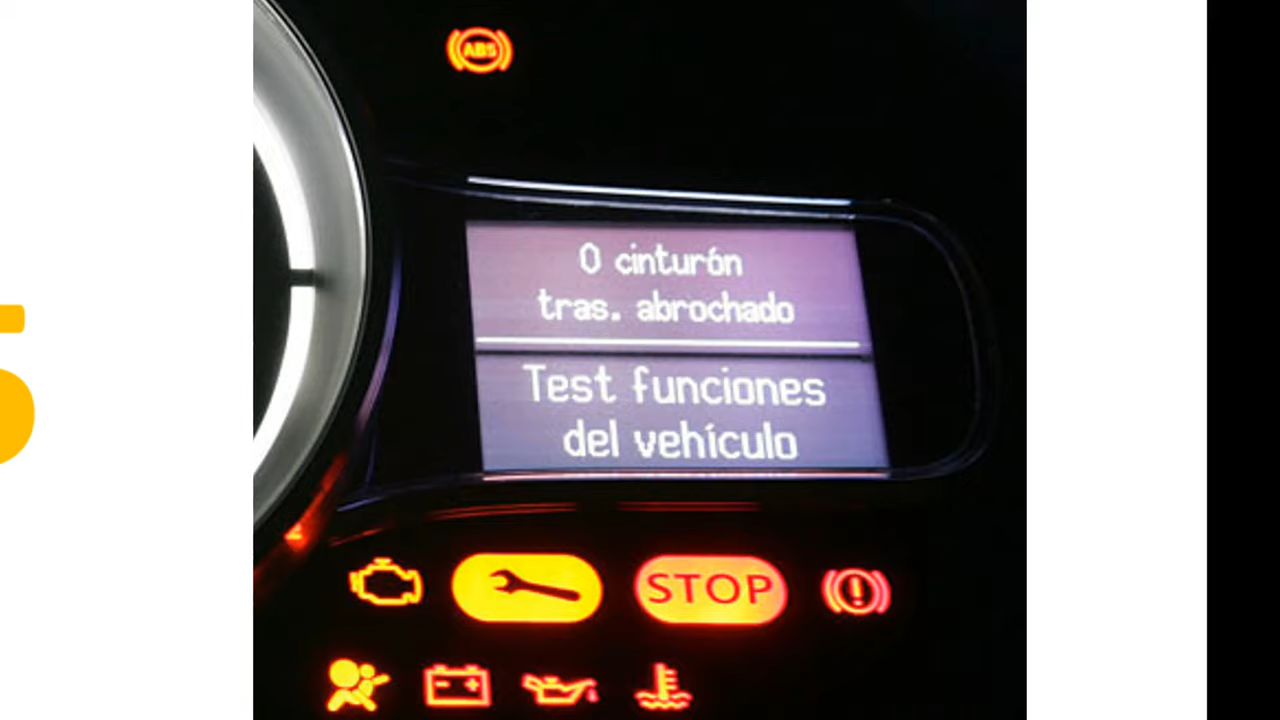 ABS
0 cinturón
tras. abrochado
Test funciones
del vehículo
STOP